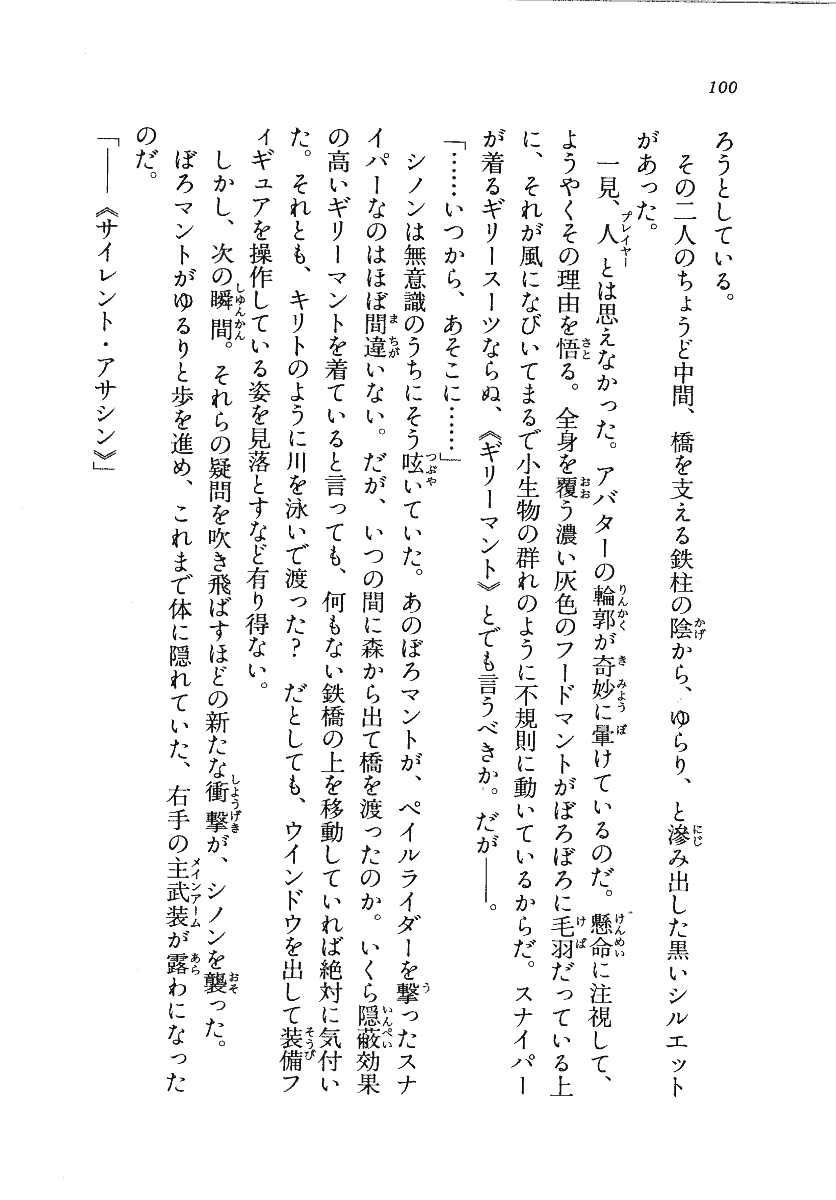 100
ろうとしている。
　その二人のちょうど中間、橋を支える鉄柱の陰から、ゆらり、と滲み出した黒いシルエット
があった。
　一見、人とは思えなかった。アバターの輪郭が奇妙に暈けているのだ。懸命に注視して、
ようやくその理由を悟る。全身を覆う濃い灰色のフードマントがぼろぼろに毛羽だっている上
に、それが風になびいてまるで小生物の群れのように不規則に動いているからだ。スナイパー
が着るギリースーツならぬ、《ギリーマント》とでも言うべきか。だが――。
「……いつから、あそこに……」
　シノンは無意識のうちにそう呟いていた。あのぼろマントが、ペイルライダーを撃ったスナ
イパーなのはほぼ間違いない。だが、いつの間に森から出て橋を渡ったのか。いくら隠蔽効果
の高いギリーマントを着ていると言っても、何もない鉄橋の上を移動していれば絶対に気付い
た。それとも、キリトのように川を泳いで渡った？　だとしても、ウインドウを出して装備フ
ィギュアを操作している姿を見落とすなど有り得ない。
　しかし、次の瞬間。それらの疑問を吹き飛ばすほどの新たな衝撃が、シノンを襲った。
　ぼろマントがゆるりと歩を進め、これまで体に隠れていた、右手の主武装が露わになった
のだ。
「――《サイレント・アサシン》」